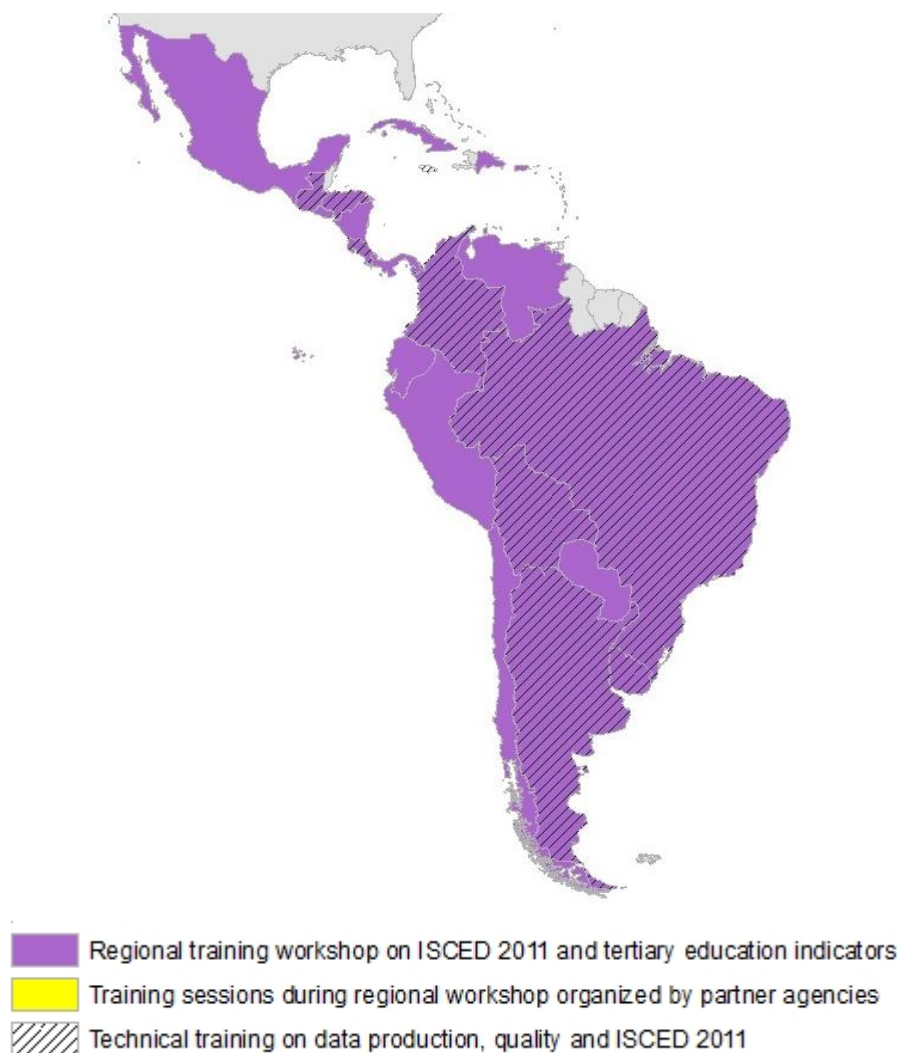 Regional training workshop on ISCED 2011 and tertiary education indicators
Training sessions during regional workshop organized by partner agencies
Technical training on data production, quality and ISCED 2011